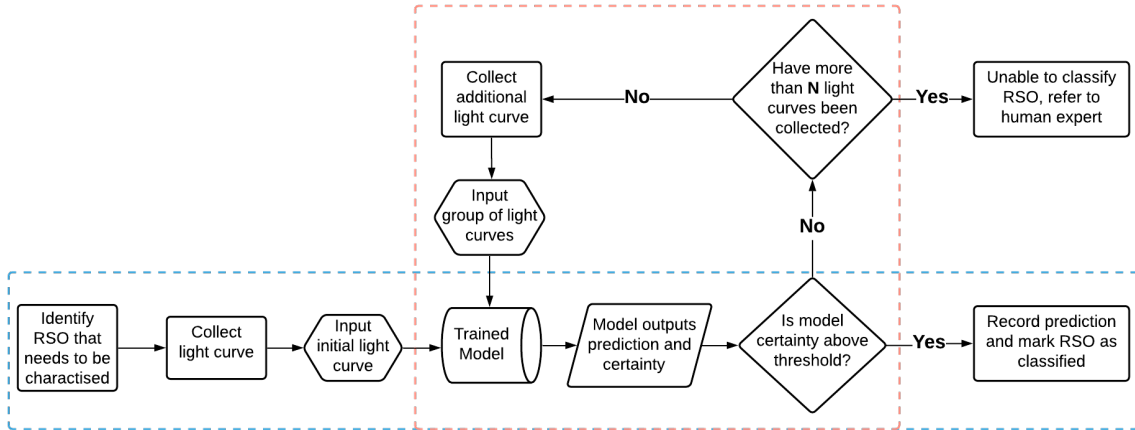 Collect
additional
light curve
No
Have more
than N light
curves been
collected?
Yes
Unable to classify
RSO, refer to
human expert
Input
group of light
curves
No
Identify
RSO that
needs to be
charactised
Collect
light curve
Input
initial light
curve
Trained
Model
Model outputs
prediction and
certainty
Is model
certainty above
threshold?
Yes
Record prediction
and mark RSO as
classified